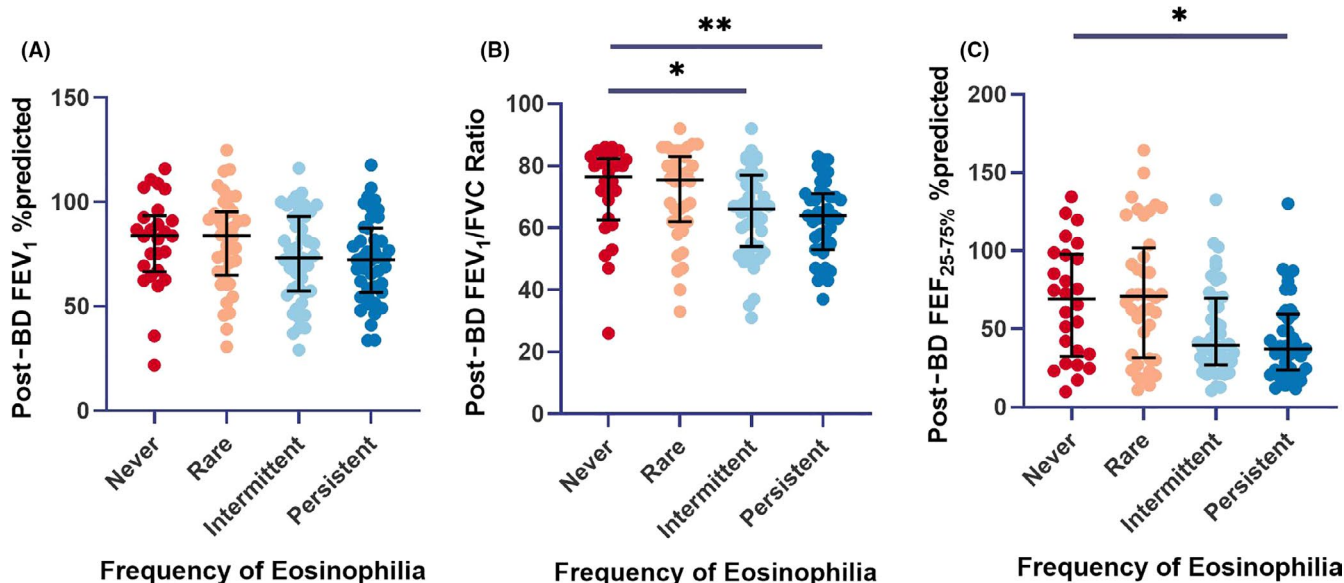 (A)
Post-BD FEV1 %predicted
150
100
50
0
Never
Rare
Intermittent
Persistent
Frequency of Eosinophilia
(B)
**
*
Post-BD FEV1/FVC Ratio
100
80
60
40
20
0
Never
Rare
Intermittent
Persistent
Frequency of Eosinophilia
(C)
*
Post-BD FEF25-75% %predicted
200
150
100
50
0
Never
Rare
Intermittent
Persistent
Frequency of Eosinophilia